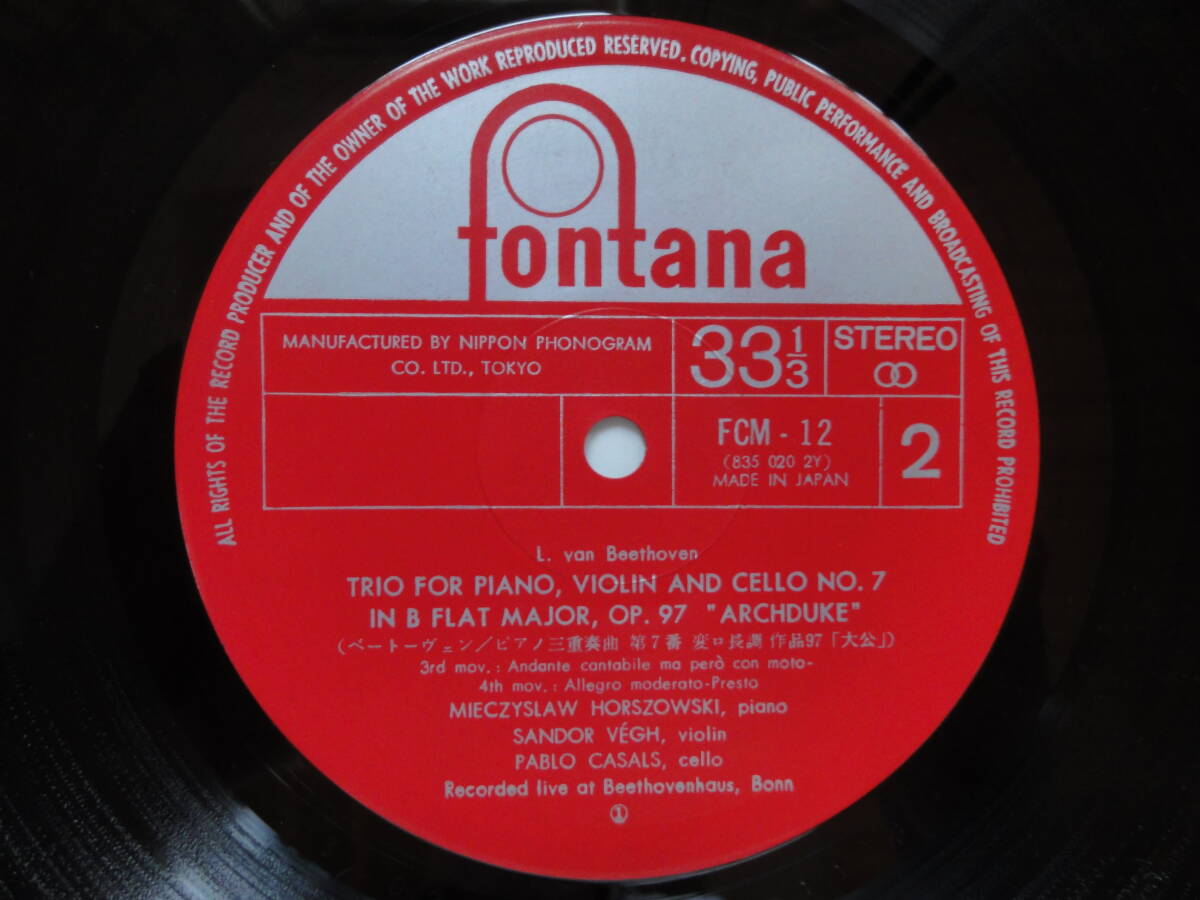 ALL RIGHTS OF THE RECORD PRODUCER AND OF THE OWNER OF THE WORK REPRODUCED RESERVED. COPYING, PUBLIC PERFORMANCE AND BROADCASTING OF THIS RECORD PROHIBITED
fontana
MANUFACTURED BY NIPPON PHONOGRAM
CO. LTD., TOKYO
33 1/3
STEREO
FCM - 12
(835 020 2Y)
MADE IN JAPAN
2
L. van Beethoven
TRIO FOR PIANO, VIOLIN AND CELLO NO. 7
IN B FLAT MAJOR, OP. 97 "ARCHDUKE"
(ベートーヴェン/ピアノ三重奏曲 第7番 変ロ長調 作品97「大公」)
3rd mov.: Andante cantabile ma però con moto-
4th mov.: Allegro moderato-Presto
MIECZYSLAW HORSZOWSKI, piano
SANDOR VÉGH, violin
PABLO CASALS, cello
Recorded live at Beethovenhaus, Bonn
①